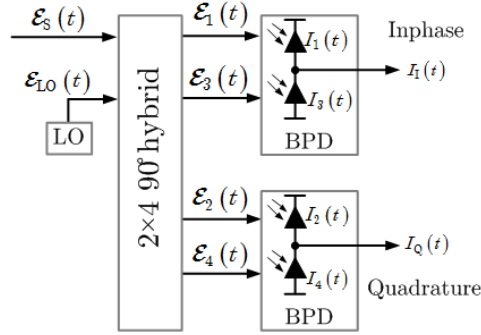 𝓔S(t)
𝓔LO(t)
LO
2×4 90° hybrid
𝓔1(t)
𝓔3(t)
𝓔2(t)
𝓔4(t)
I1(t)
I3(t)
BPD
Inphase
II(t)
I2(t)
I4(t)
BPD
IQ(t)
Quadrature